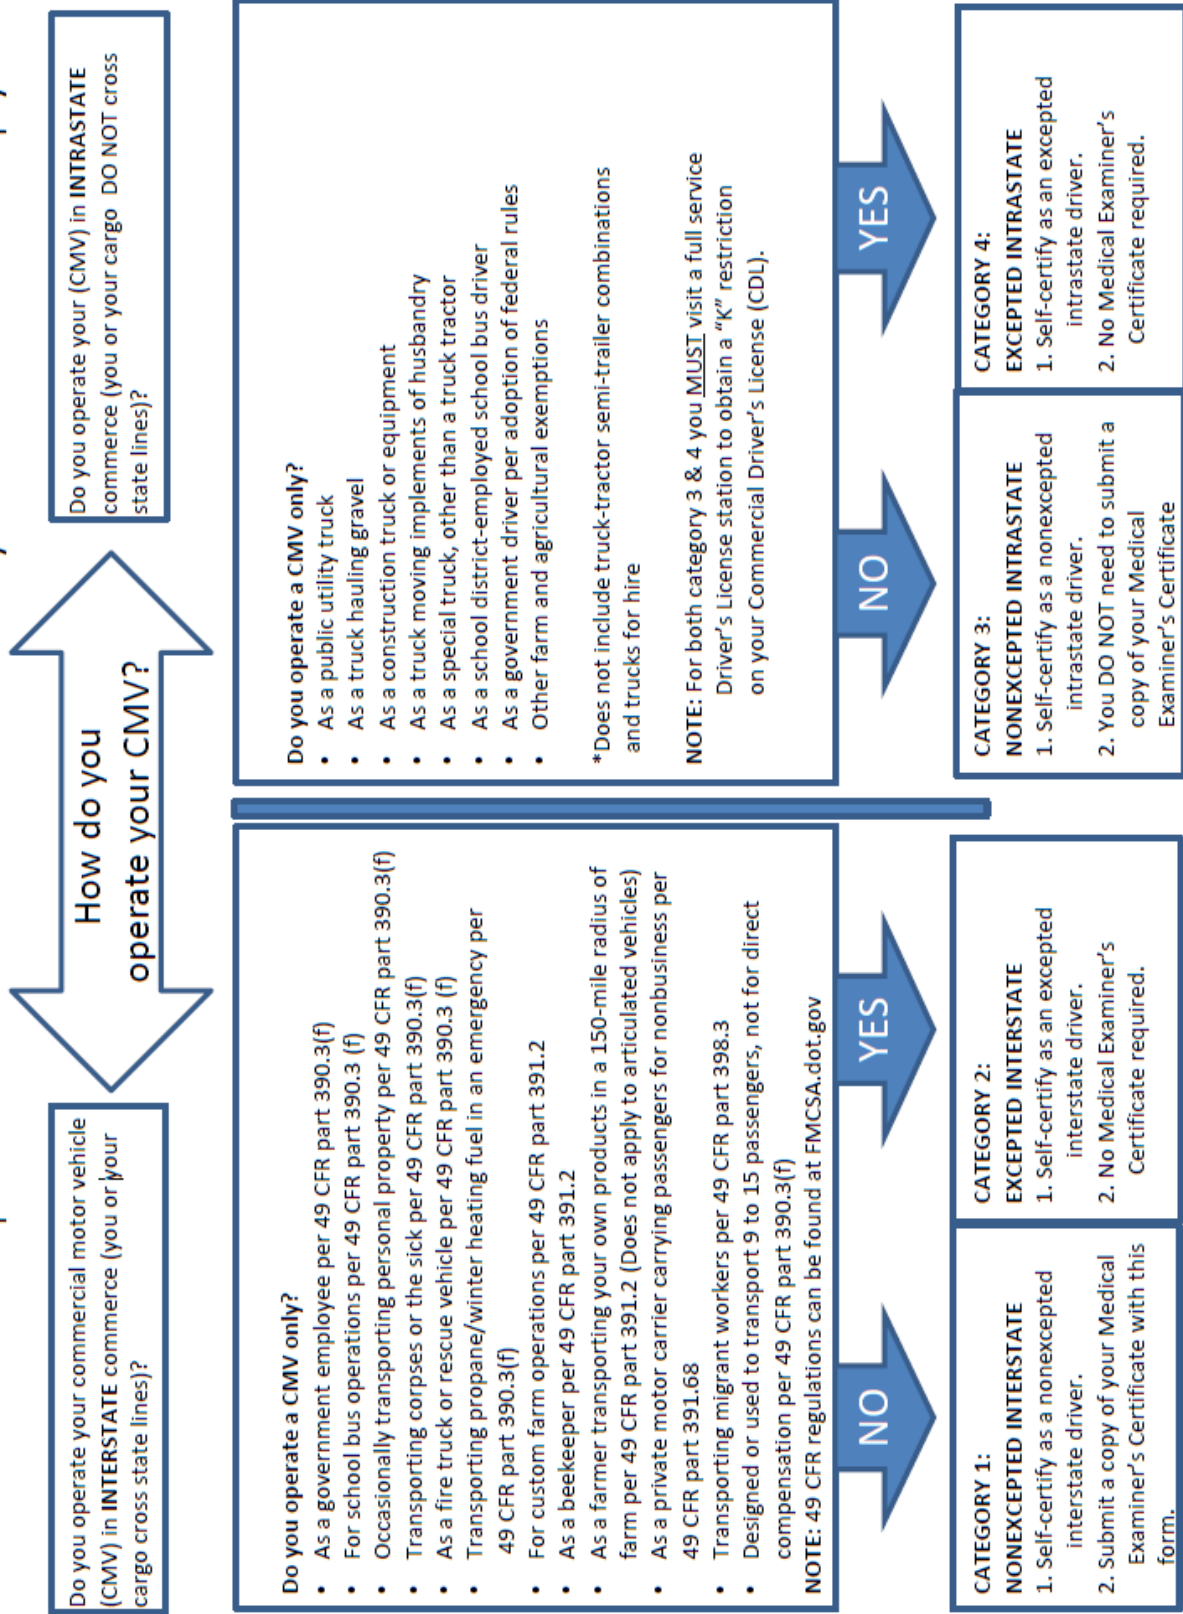 How do you
operate your CMV?
Do you operate your commercial motor vehicle
(CMV) in INTERSTATE commerce (you or your
cargo cross state lines)?
Do you operate your (CMV) in INTRASTATE
commerce (you or your cargo DO NOT cross
state lines)?
Do you operate a CMV only?
• As a government employee per 49 CFR part 390.3(f)
• For school bus operations per 49 CFR part 390.3 (f)
• Occasionally transporting personal property per 49 CFR part 390.3(f)
• Transporting corpses or the sick per 49 CFR part 390.3(f)
• As a fire truck or rescue vehicle per 49 CFR part 390.3 (f)
• Transporting propane/winter heating fuel in an emergency per
49 CFR part 390.3(f)
• For custom farm operations per 49 CFR part 391.2
• As a beekeeper per 49 CFR part 391.2
• As a farmer transporting your own products in a 150-mile radius of
farm per 49 CFR part 391.2 (Does not apply to articulated vehicles)
• As a private motor carrier carrying passengers for nonbusiness per
49 CFR part 391.68
• Transporting migrant workers per 49 CFR part 398.3
• Designed or used to transport 9 to 15 passengers, not for direct
compensation per 49 CFR part 390.3(f)
NOTE: 49 CFR regulations can be found at FMCSA.dot.gov
Do you operate a CMV only?
• As a public utility truck
• As a truck hauling gravel
• As a construction truck or equipment
• As a truck moving implements of husbandry
• As a special truck, other than a truck tractor
• As a school district-employed school bus driver
• As a government driver per adoption of federal rules
• Other farm and agricultural exemptions
*Does not include truck-tractor semi-trailer combinations
and trucks for hire
NOTE: For both category 3 & 4 you MUST visit a full service
Driver's License station to obtain a “K” restriction
on your Commercial Driver's License (CDL).
NO
YES
NO
YES
CATEGORY 1:
NONEXCEPTED INTERSTATE
1. Self-certify as a nonexcepted
interstate driver.
2. Submit a copy of your Medical
Examiner's Certificate with this
form.
CATEGORY 2:
EXCEPTED INTERSTATE
1. Self-certify as an excepted
interstate driver.
2. No Medical Examiner's
Certificate required.
CATEGORY 3:
NONEXCEPTED INTRASTATE
1. Self-certify as a nonexcepted
intrastate driver.
2. You DO NOT need to submit a
copy of your Medical
Examiner's Certificate
CATEGORY 4:
EXCEPTED INTRASTATE
1. Self-certify as an excepted
intrastate driver.
2. No Medical Examiner's
Certificate required.